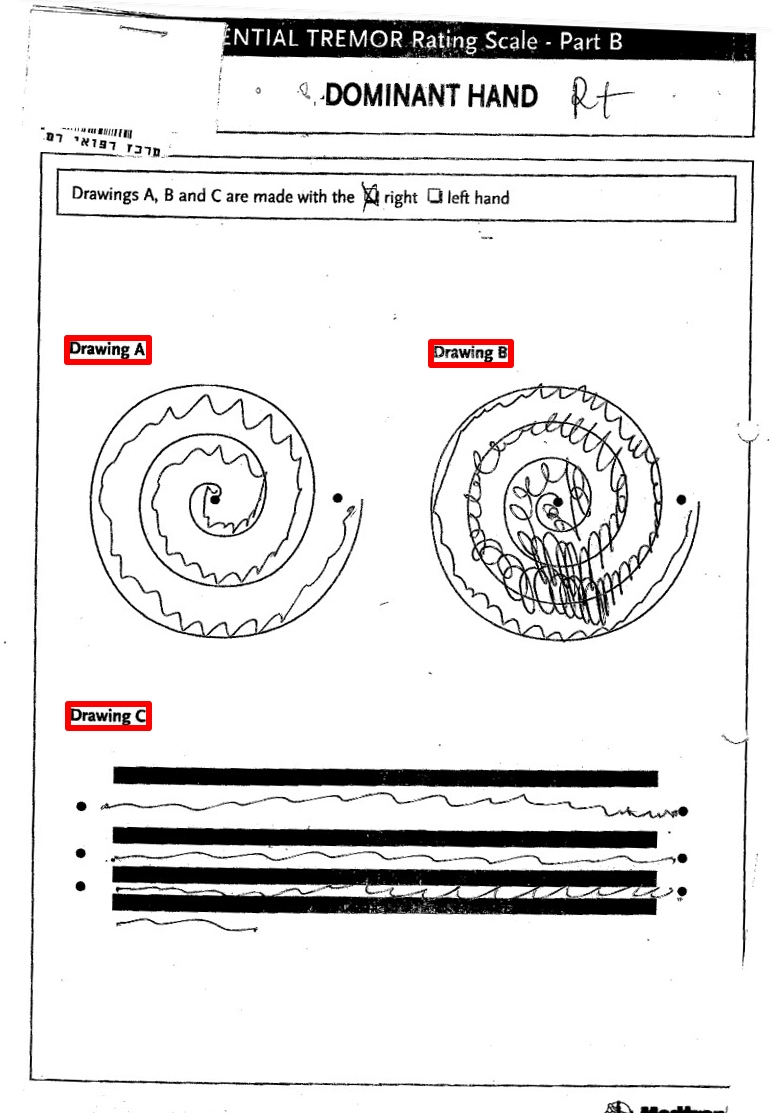 ENTIAL TREMOR Rating Scale - Part B
DOMINANT HAND Rt
מרכז רפואי רמ
Drawings A, B and C are made with the right left hand
Drawing A
Drawing B
Drawing C